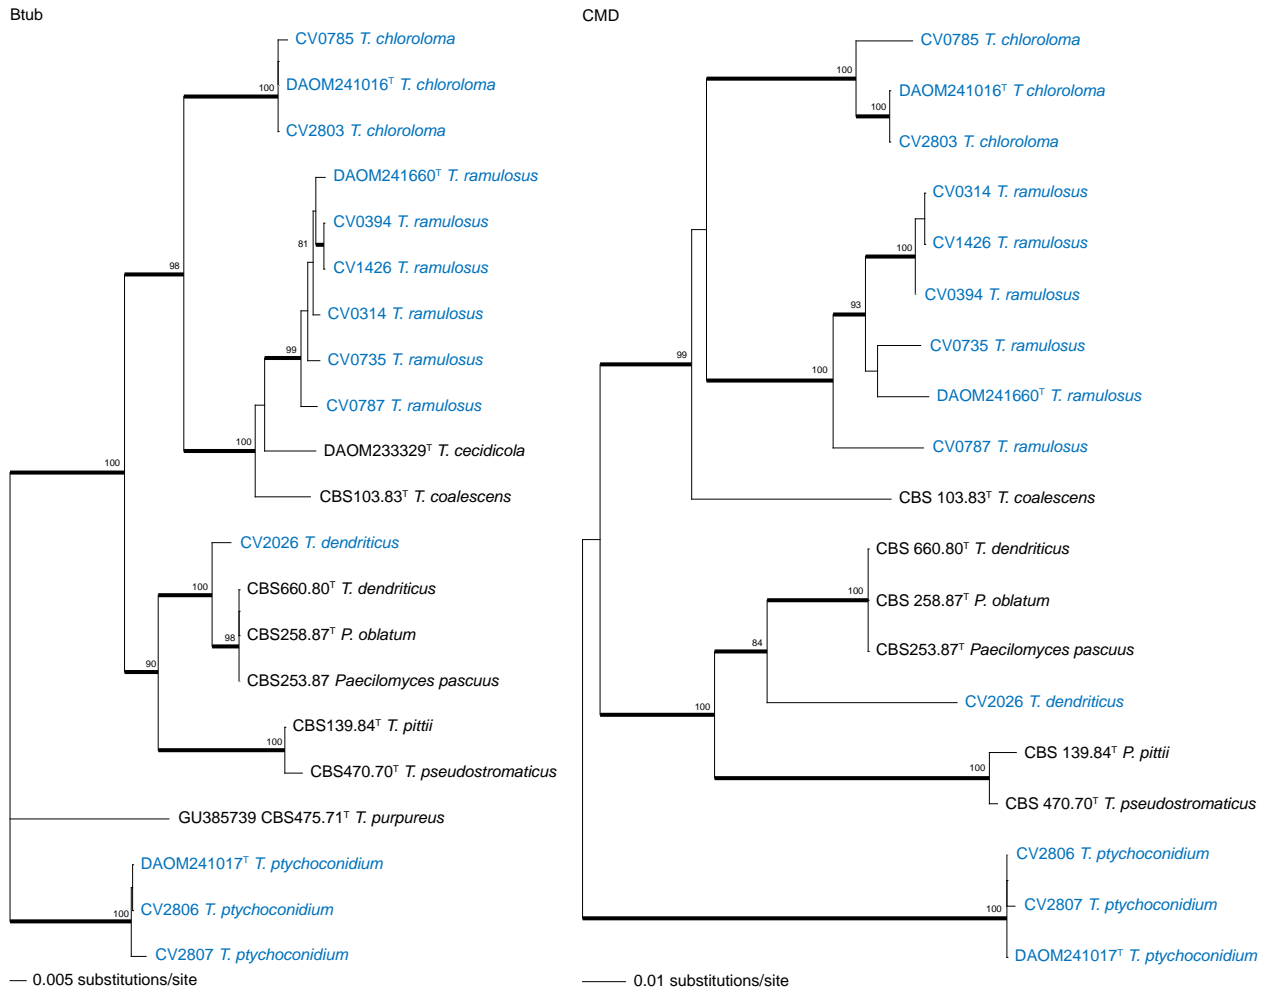 Btub
100
CV0785 T. chloroloma
DAOM241016ᵀ T. chloroloma
CV2803 T. chloroloma
98
DAOM241660ᵀ T. ramulosus
81
CV0394 T. ramulosus
CV1426 T. ramulosus
CV0314 T. ramulosus
99
CV0735 T. ramulosus
CV0787 T. ramulosus
100
DAOM233329ᵀ T. cecidicola
CBS103.83ᵀ T. coalescens
100
CV2026 T. dendriticus
100
CBS660.80ᵀ T. dendriticus
98
CBS258.87ᵀ P. oblatum
CBS253.87 Paecilomyces pascuus
90
CBS139.84ᵀ T. pittii
100
CBS470.70ᵀ T. pseudostromaticus
GU385739 CBS475.71ᵀ T. purpureus
DAOM241017ᵀ T. ptychoconidium
100
CV2806 T. ptychoconidium
CV2807 T. ptychoconidium
0.005 substitutions/site
CMD
CV0785 T. chloroloma
100
DAOM241016ᵀ T chloroloma
100
CV2803 T. chloroloma
CV0314 T. ramulosus
100
CV1426 T. ramulosus
CV0394 T. ramulosus
93
CV0735 T. ramulosus
100
DAOM241660ᵀ T. ramulosus
CV0787 T. ramulosus
99
CBS 103.83ᵀ T. coalescens
CBS 660.80ᵀ T. dendriticus
100
CBS 258.87ᵀ P. oblatum
84
CBS253.87ᵀ Paecilomyces pascuus
CV2026 T. dendriticus
100
CBS 139.84ᵀ P. pittii
100
CBS 470.70ᵀ T. pseudostromaticus
CV2806 T. ptychoconidium
100
CV2807 T. ptychoconidium
DAOM241017ᵀ T. ptychoconidium
0.01 substitutions/site